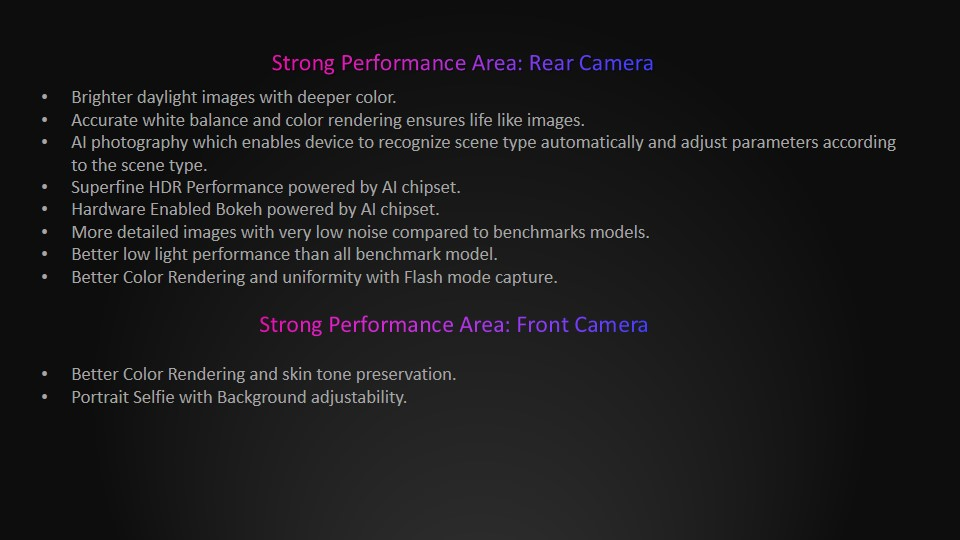 Strong Performance Area: Rear Camera
• Brighter daylight images with deeper color.
• Accurate white balance and color rendering ensures life like images.
• AI photography which enables device to recognize scene type automatically and adjust parameters according
to the scene type.
• Superfine HDR Performance powered by AI chipset.
• Hardware Enabled Bokeh powered by AI chipset.
• More detailed images with very low noise compared to benchmarks models.
• Better low light performance than all benchmark model.
• Better Color Rendering and uniformity with Flash mode capture.
Strong Performance Area: Front Camera
• Better Color Rendering and skin tone preservation.
• Portrait Selfie with Background adjustability.